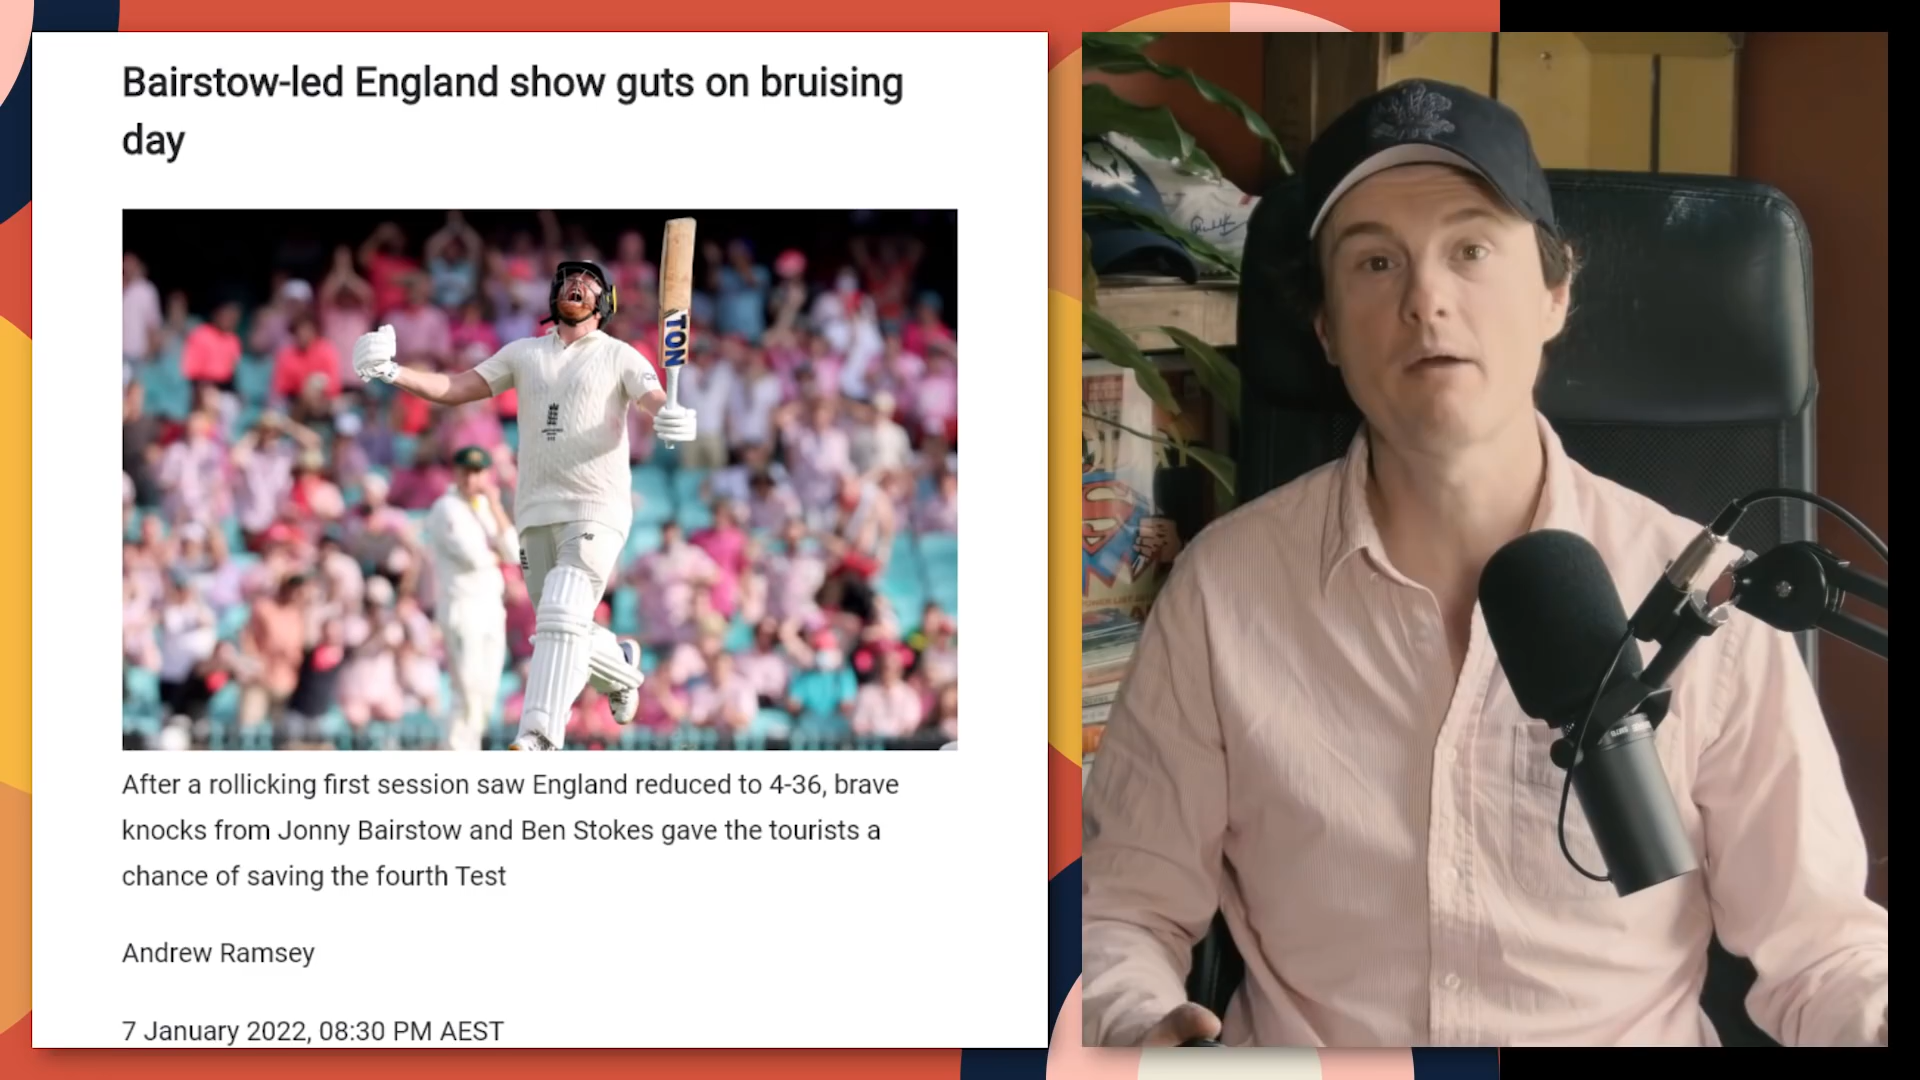 Bairstow-led England show guts on bruising
day
TON
After a rollicking first session saw England reduced to 4-36, brave
knocks from Jonny Bairstow and Ben Stokes gave the tourists a
chance of saving the fourth Test
Andrew Ramsey
7 January 2022, 08:30 PM AEST